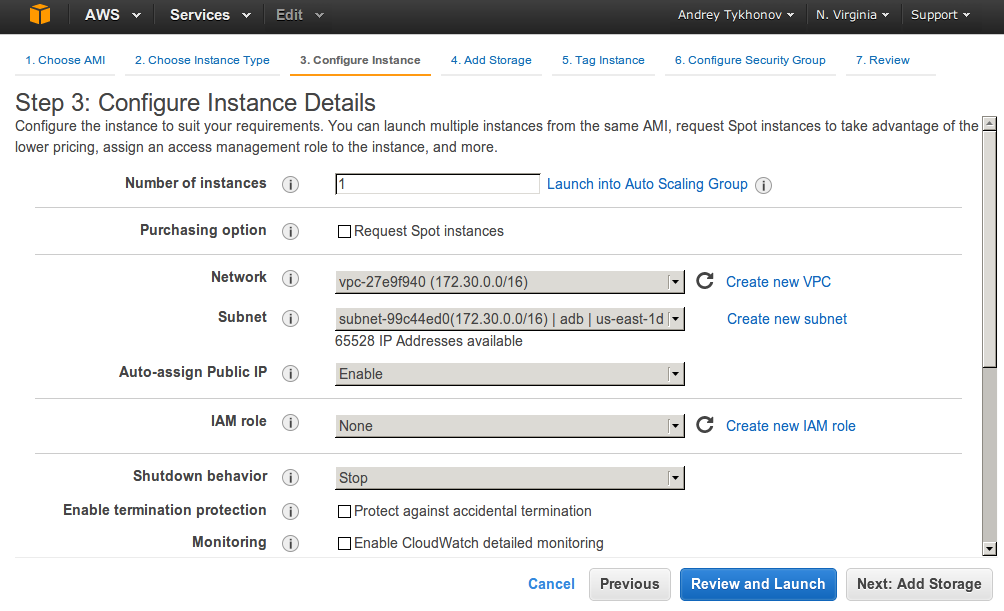 AWS Services Edit Andrey Tykhonov N. Virginia Support
1. Choose AMI 2. Choose Instance Type 3. Configure Instance 4. Add Storage 5. Tag Instance 6. Configure Security Group 7. Review
Step 3: Configure Instance Details
Configure the instance to suit your requirements. You can launch multiple instances from the same AMI, request Spot instances to take advantage of the
lower pricing, assign an access management role to the instance, and more.
Number of instances i 1 Launch into Auto Scaling Group i
Purchasing option i Request Spot instances
Network i vpc-27e9f940 (172.30.0.0/16) Create new VPC
Subnet i subnet-99c44ed0(172.30.0.0/16) | adb | us-east-1d Create new subnet
65528 IP Addresses available
Auto-assign Public IP i Enable
IAM role i None Create new IAM role
Shutdown behavior i Stop
Enable termination protection i Protect against accidental termination
Monitoring i Enable CloudWatch detailed monitoring
Cancel Previous Review and Launch Next: Add Storage